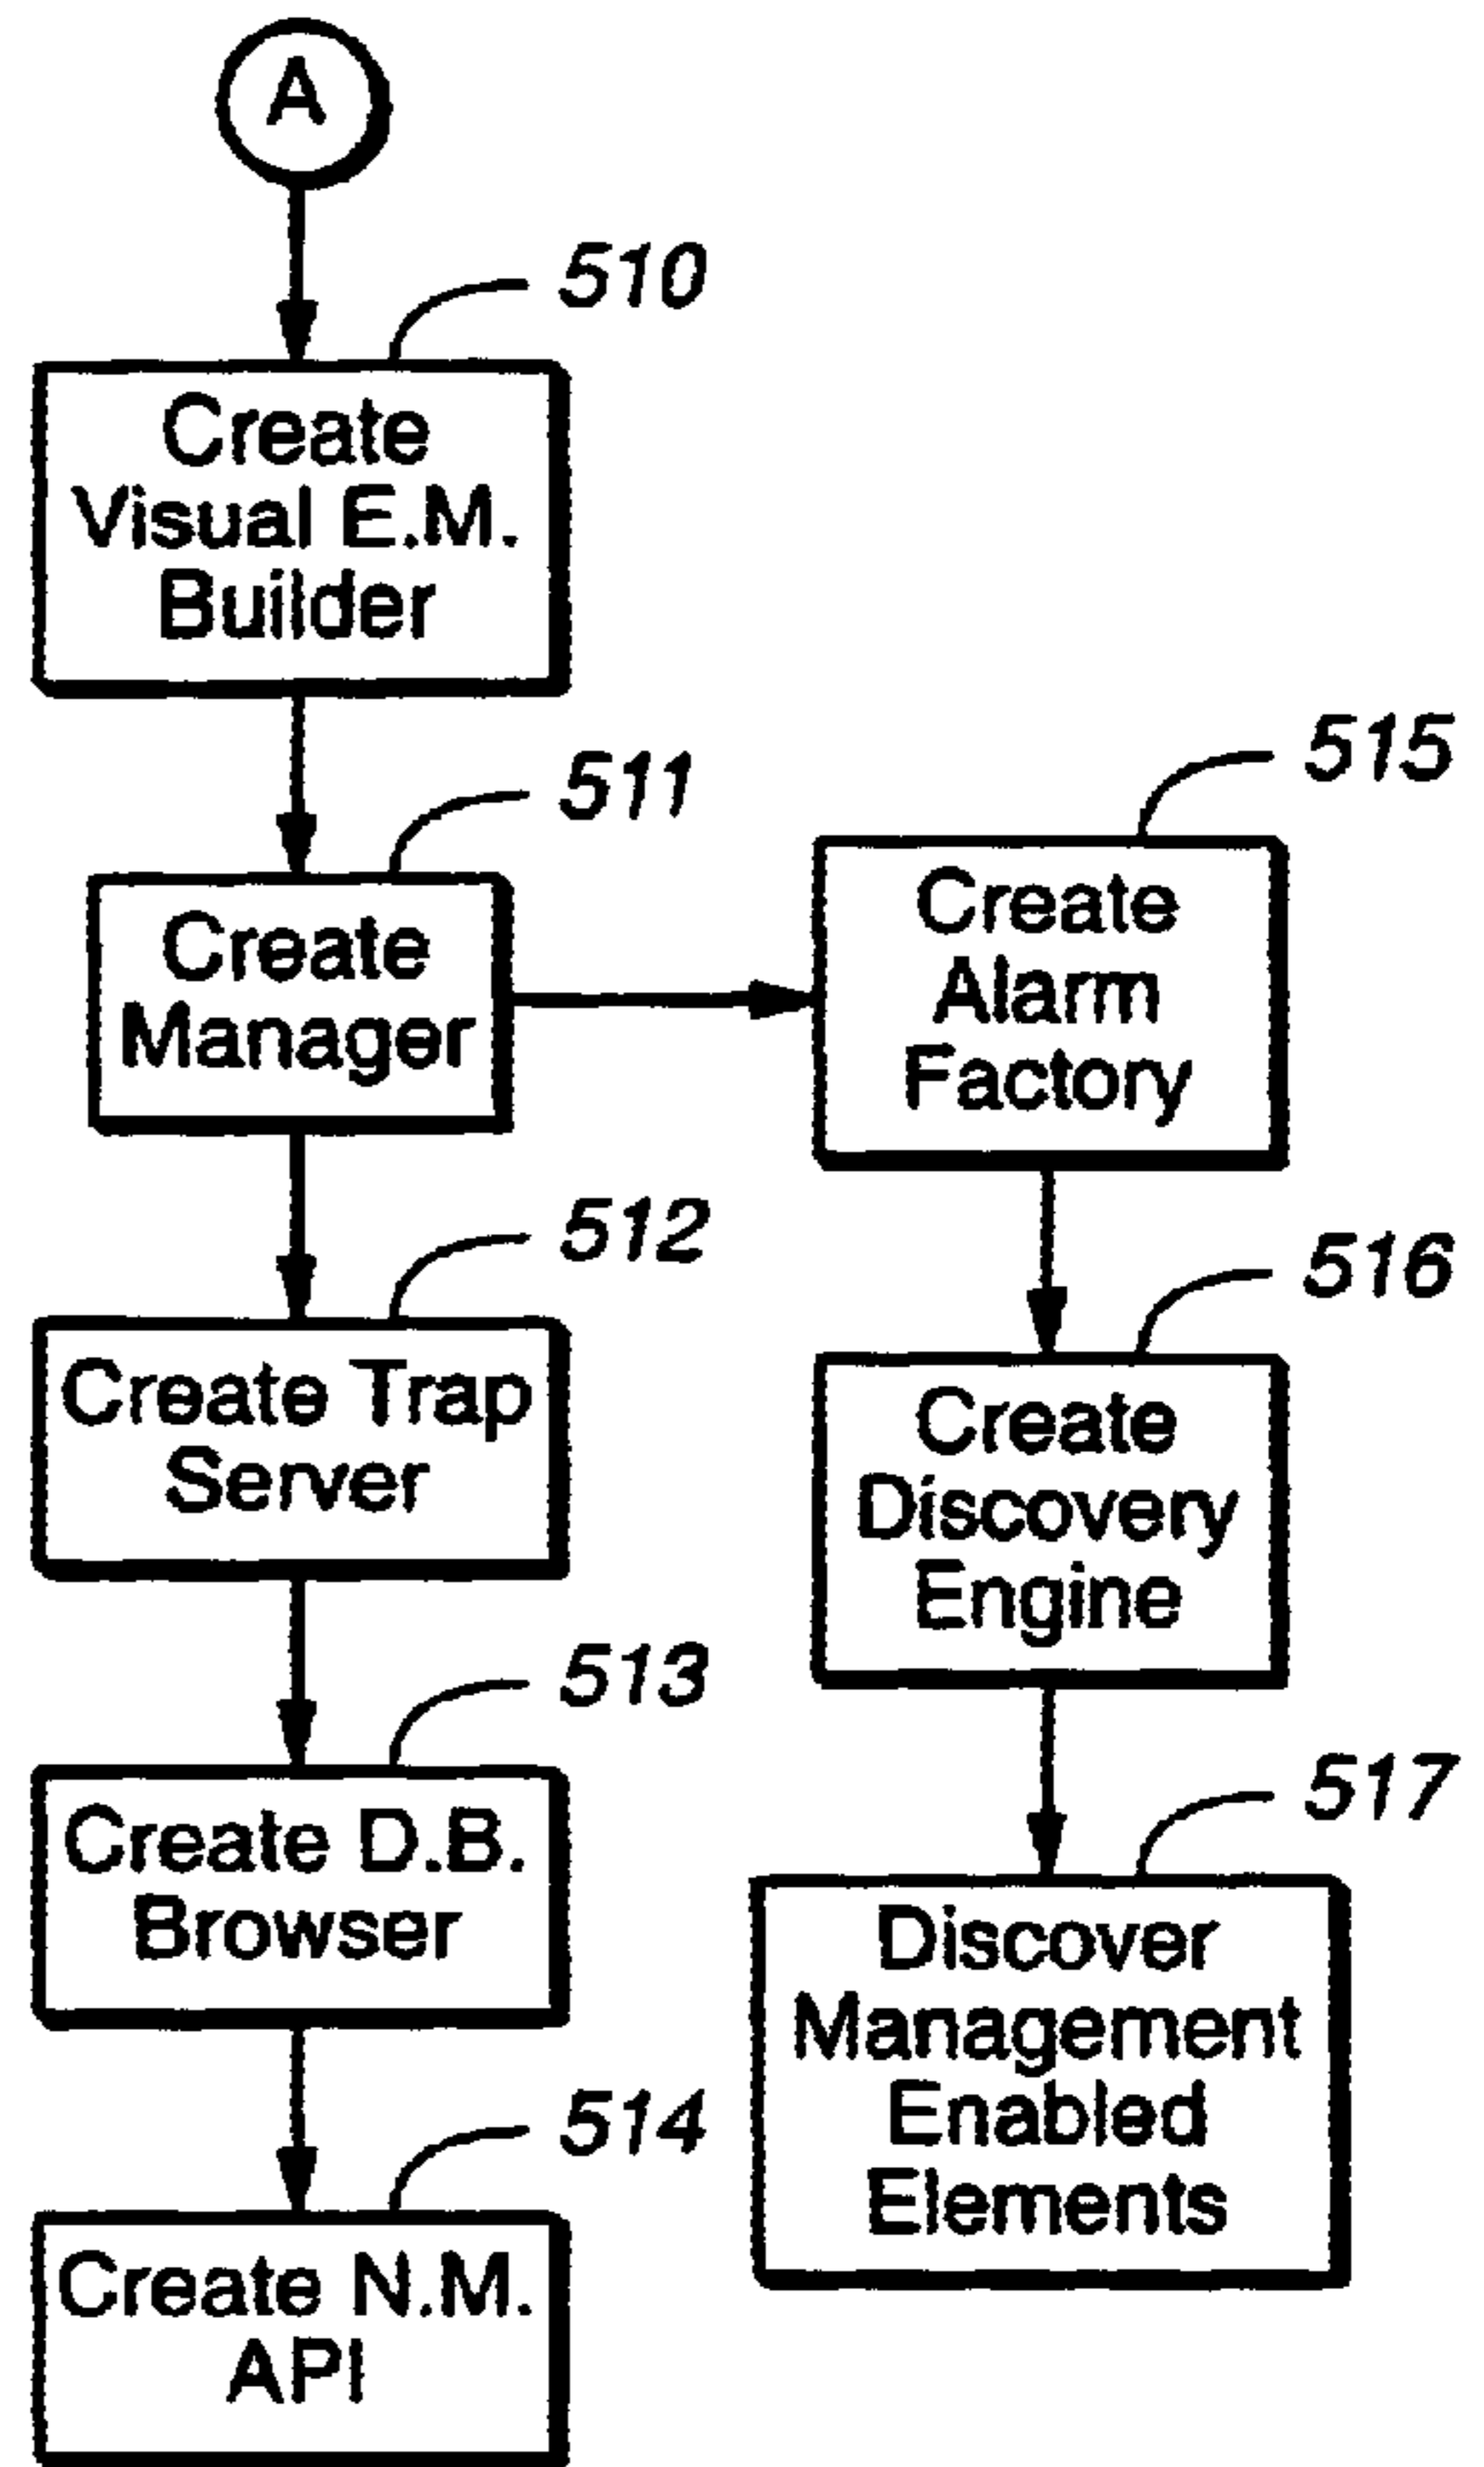 A
510
Create
Visual E.M.
Builder
511
Create
Manager
512
Create Trap
Server
513
Create D.B.
Browser
514
Create N.M.
API
515
Create
Alarm
Factory
516
Create
Discovery
Engine
517
Discover
Management
Enabled
Elements